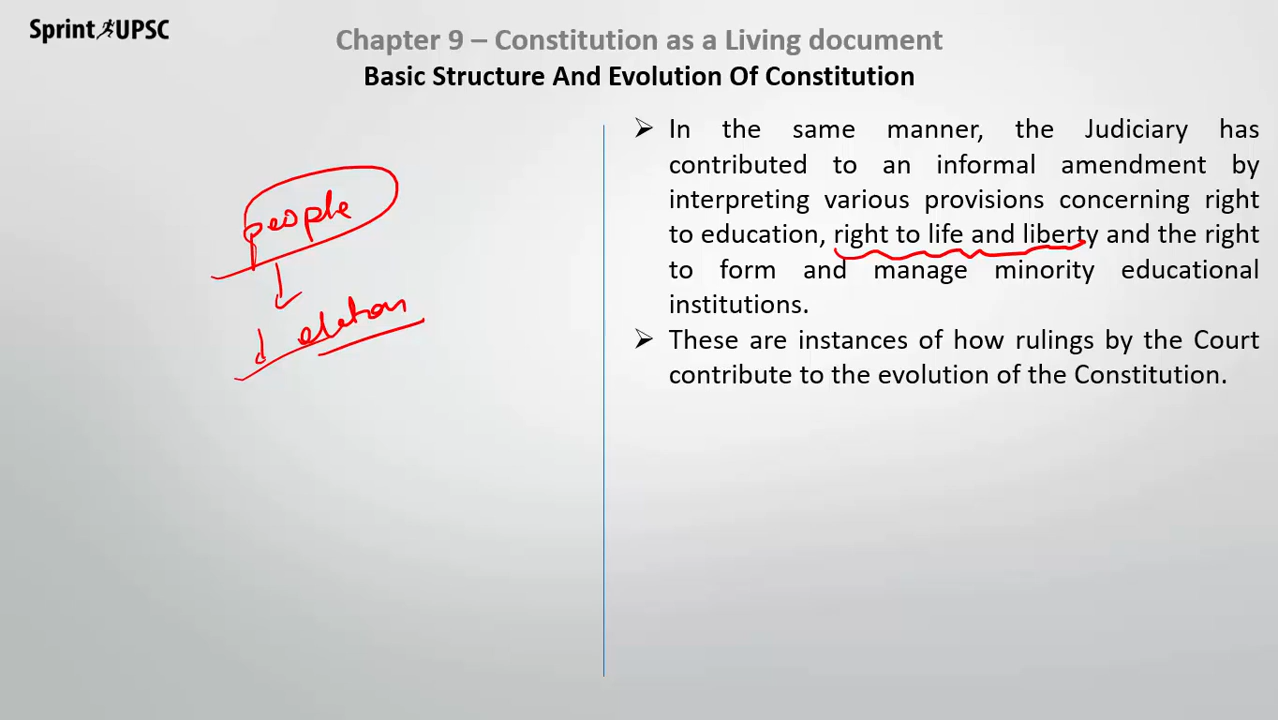 Sprint UPSC
Chapter 9 – Constitution as a Living document
Basic Structure And Evolution Of Constitution
people
➢ In the same manner, the Judiciary has
contributed to an informal amendment by
interpreting various provisions concerning right
to education, right to life and liberty and the right
to form and manage minority educational
institutions.
➢ These are instances of how rulings by the Court
contribute to the evolution of the Constitution.